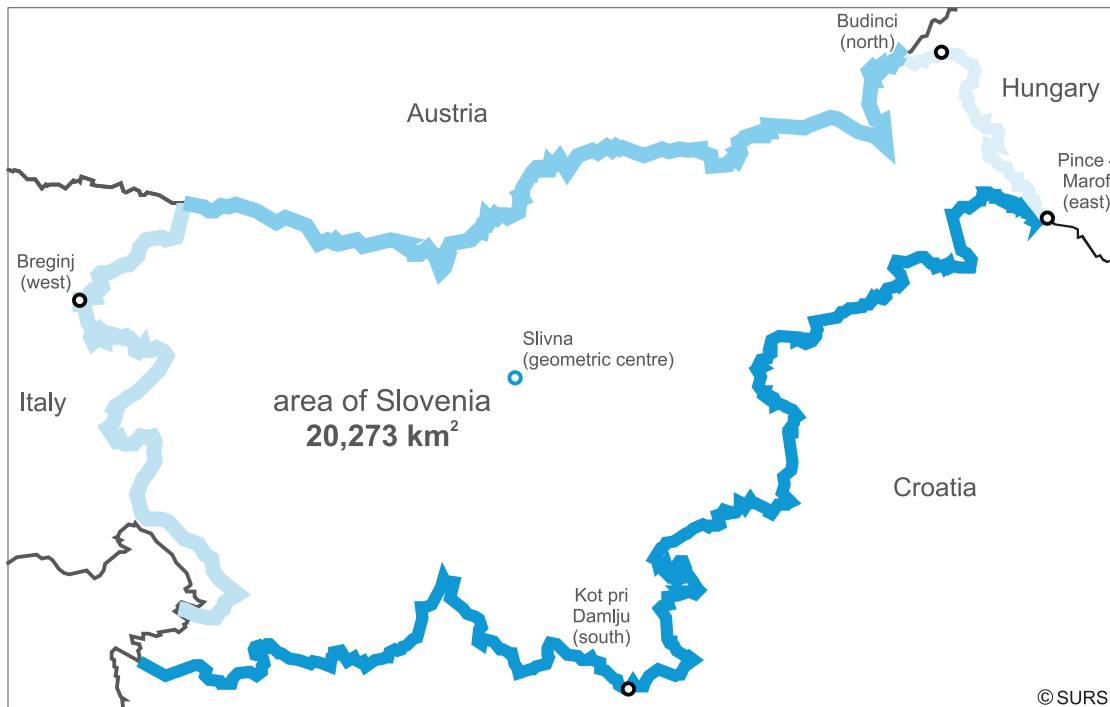 Budinci
(north)
Austria
Hungary
Pince -
Marof
(east)
Breginj
(west)
Slivna
(geometric centre)
Italy
area of Slovenia
20,273 km²
Croatia
Kot pri
Damlju
(south)
© SURS